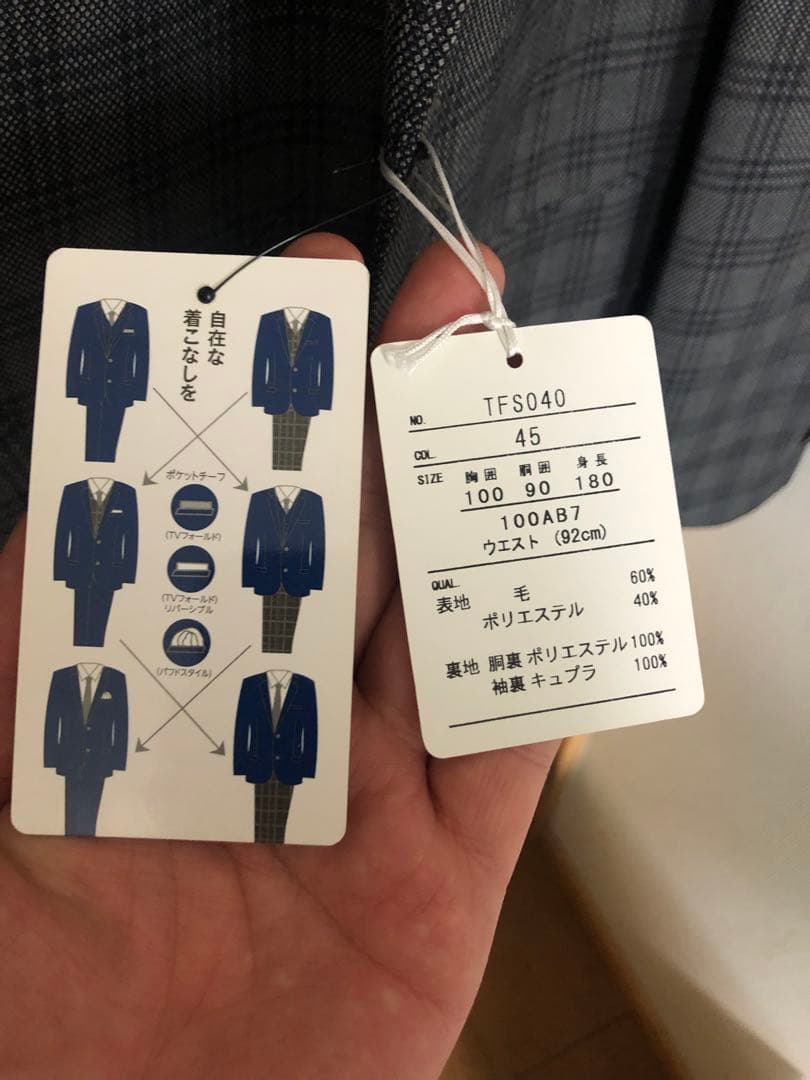 自在な
着こなしを
ポケットチーフ
(TVフォールド)
(TVフォールド)
リバーシブル
(パフドスタイル)
NO. TFS040
COL. 45
SIZE 胸囲 胴囲 身長
100 90 180
100AB7
ウエスト (92cm)
QUAL.
表地 毛 60%
ポリエステル 40%
裏地 胴裏 ポリエステル 100%
袖裏 キュプラ 100%